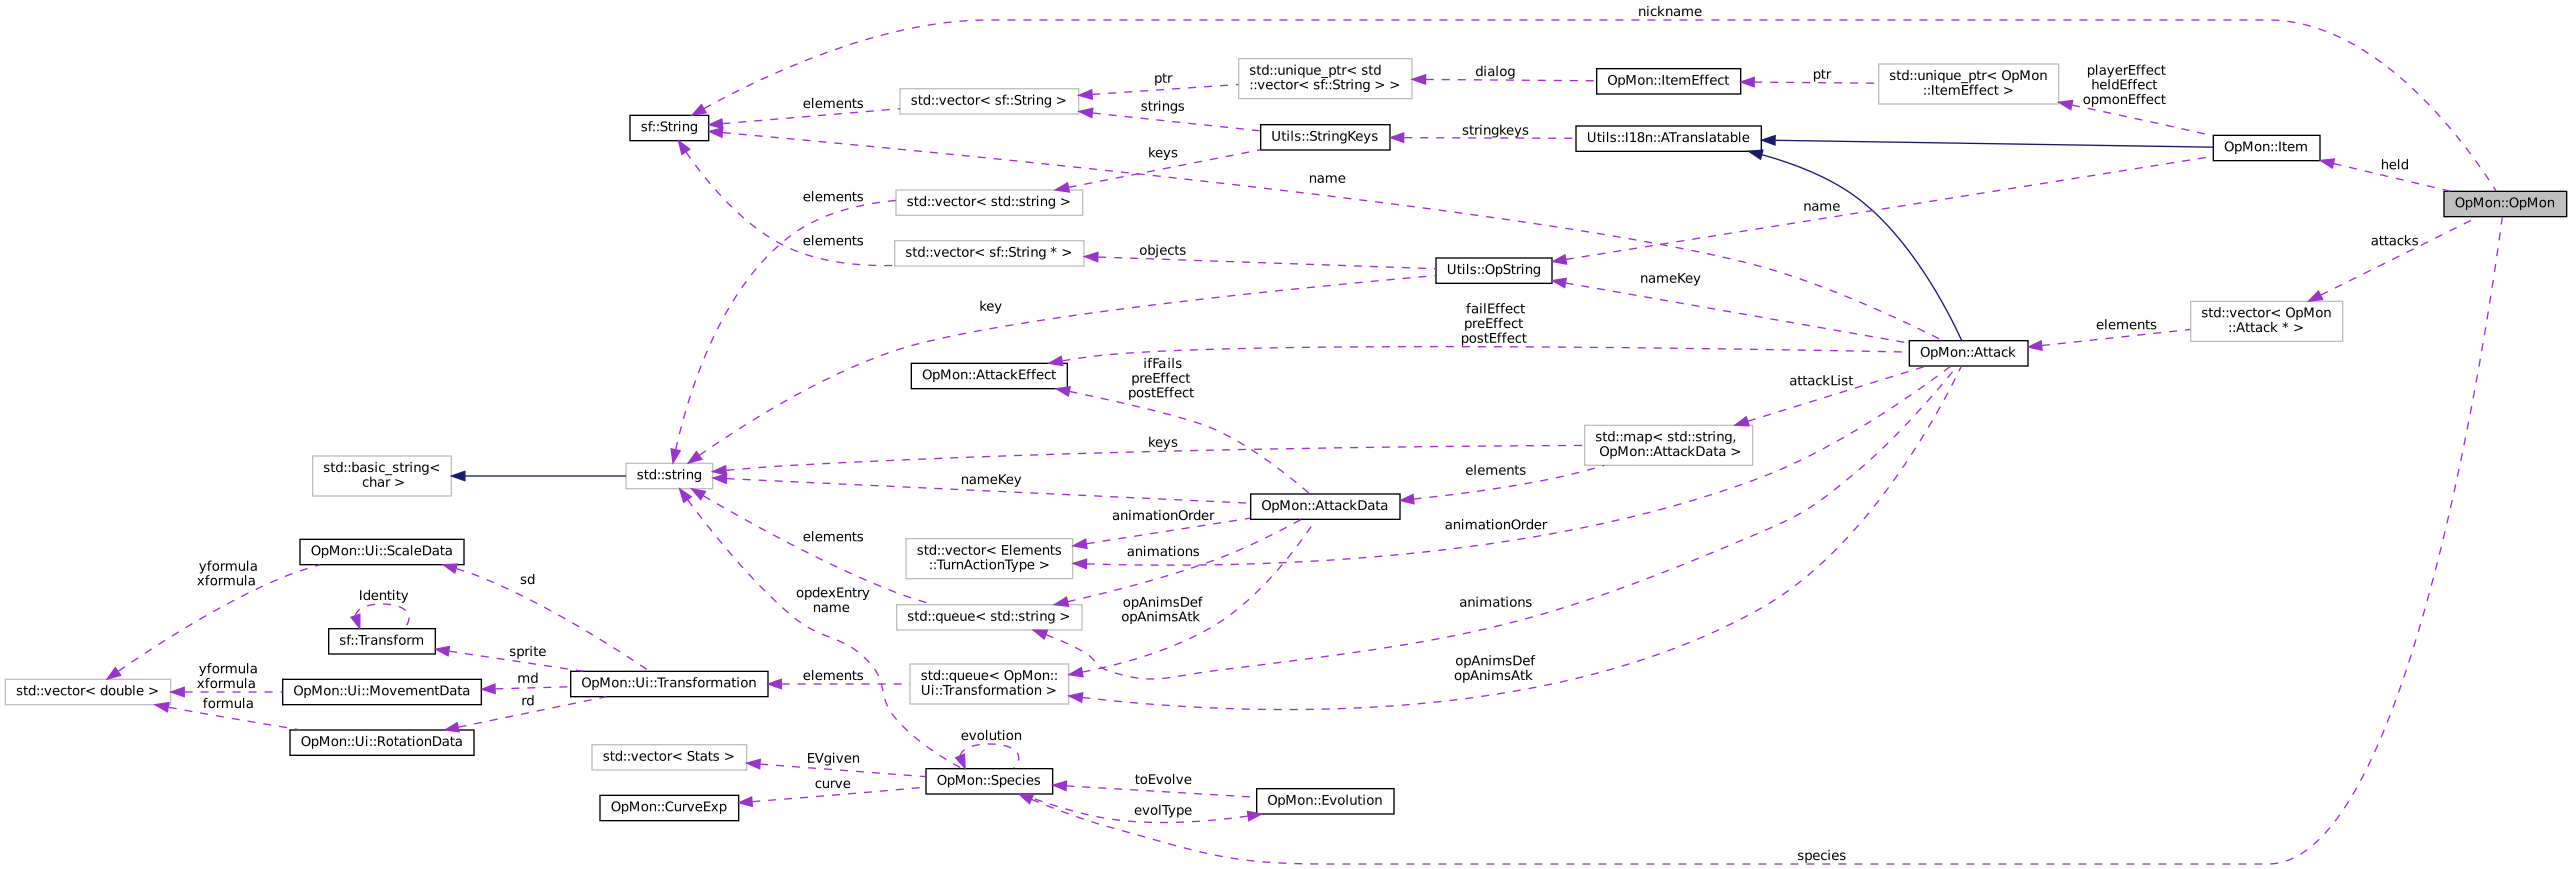 nickname
std::unique_ptr< std
::vector< sf::String > >
dialog
OpMon::ItemEffect
ptr
std::unique_ptr< OpMon
::ItemEffect >
playerEffect
heldEffect
opmonEffect
ptr
elements
std::vector< sf::String >
strings
sf::String
Utils::StringKeys
stringkeys
Utils::I18n::ATranslatable
OpMon::Item
keys
held
name
elements
std::vector< std::string >
name
OpMon::OpMon
elements
std::vector< sf::String * >
objects
attacks
Utils::OpString
nameKey
key
failEffect
preEffect
postEffect
std::vector< OpMon
::Attack * >
elements
OpMon::Attack
OpMon::AttackEffect
ifFails
preEffect
postEffect
attackList
keys
std::map< std::string,
OpMon::AttackData >
std::basic_string<
char >
std::string
nameKey
elements
OpMon::AttackData
animationOrder
animationOrder
elements
OpMon::Ui::ScaleData
std::vector< Elements
::TurnActionType >
animations
yformula
xformula
sd
Identity
opdexEntry
name
std::queue< std::string >
opAnimsDef
opAnimsAtk
animations
sf::Transform
sprite
yformula
xformula
md
OpMon::Ui::Transformation
elements
std::queue< OpMon::
Ui::Transformation >
opAnimsDef
opAnimsAtk
std::vector< double >
OpMon::Ui::MovementData
formula
rd
OpMon::Ui::RotationData
evolution
std::vector< Stats >
EVgiven
OpMon::Species
curve
OpMon::CurveExp
toEvolve
evolType
OpMon::Evolution
species